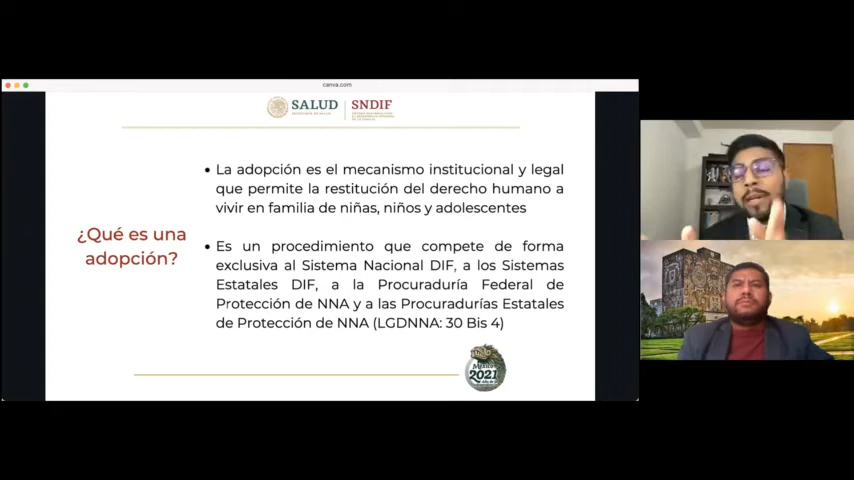 canva.com
SALUD
SECRETARÍA DE SALUD
SNDIF
¿Qué es una
adopción?
• La adopción es el mecanismo institucional y legal
que permite la restitución del derecho humano a
vivir en familia de niñas, niños y adolescentes
• Es un procedimiento que compete de forma
exclusiva al Sistema Nacional DIF, a los Sistemas
Estatales DIF, a la Procuraduría Federal de
Protección de NNA y a las Procuradurías Estatales
de Protección de NNA (LGDNNA: 30 Bis 4)
2021